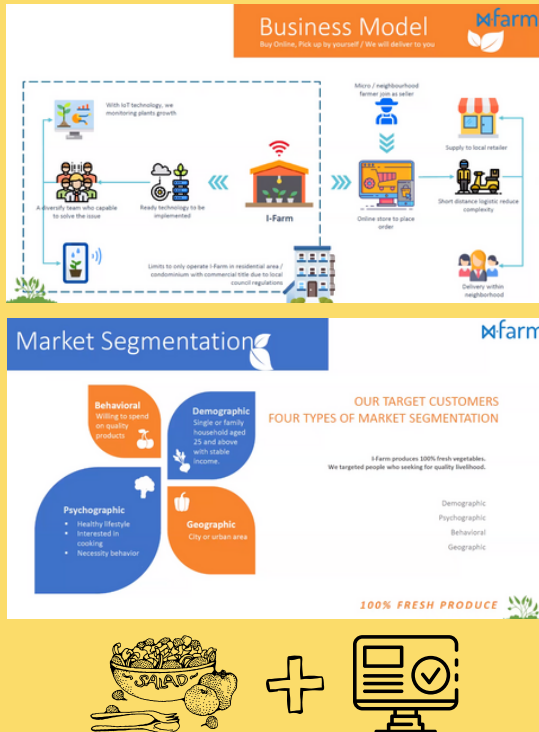 Business Model
farm
Buy Online, Pick up by yourself / We will deliver to you
With IoT technology, we
monitoring plants growth
Micro / neighbourhood
farmer join as seller
Supply to local retailer
A diversify team who capable
to solve the issue
Ready technology to be
implemented
I-Farm
Online store to place
order
Short distance logistic reduce
complexity
Limits to only operate I-Farm in residential area /
condominium with commercial title due to local
council regulations
Delivery within
neighborhood
Market Segmentation
farm
Behavioral
Willing to spend
on quality
products
Demographic
Single or family
household aged
25 and above
with stable
income.
Psychographic
Healthy lifestyle
Interested in
cooking
Necessity behavior
Geographic
City or urban area
OUR TARGET CUSTOMERS
FOUR TYPES OF MARKET SEGMENTATION
I-Farm produces 100% fresh vegetables.
We targeted people who seeking for quality livelihood.
Demographic
Psychographic
Behavioral
Geographic
100% FRESH PRODUCE
SALAD